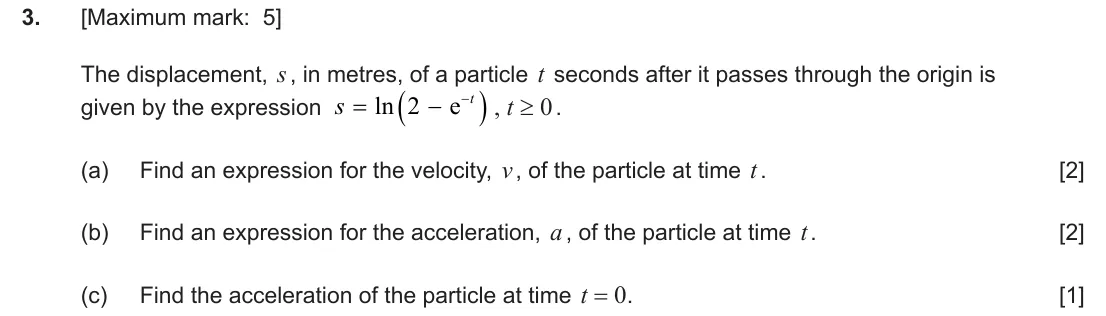 3. [Maximum mark: 5]
The displacement, s, in metres, of a particle t seconds after it passes through the origin is
given by the expression s = ln(2 − e⁻ᵗ), t ≥ 0.
(a) Find an expression for the velocity, v, of the particle at time t. [2]
(b) Find an expression for the acceleration, a, of the particle at time t. [2]
(c) Find the acceleration of the particle at time t = 0. [1]